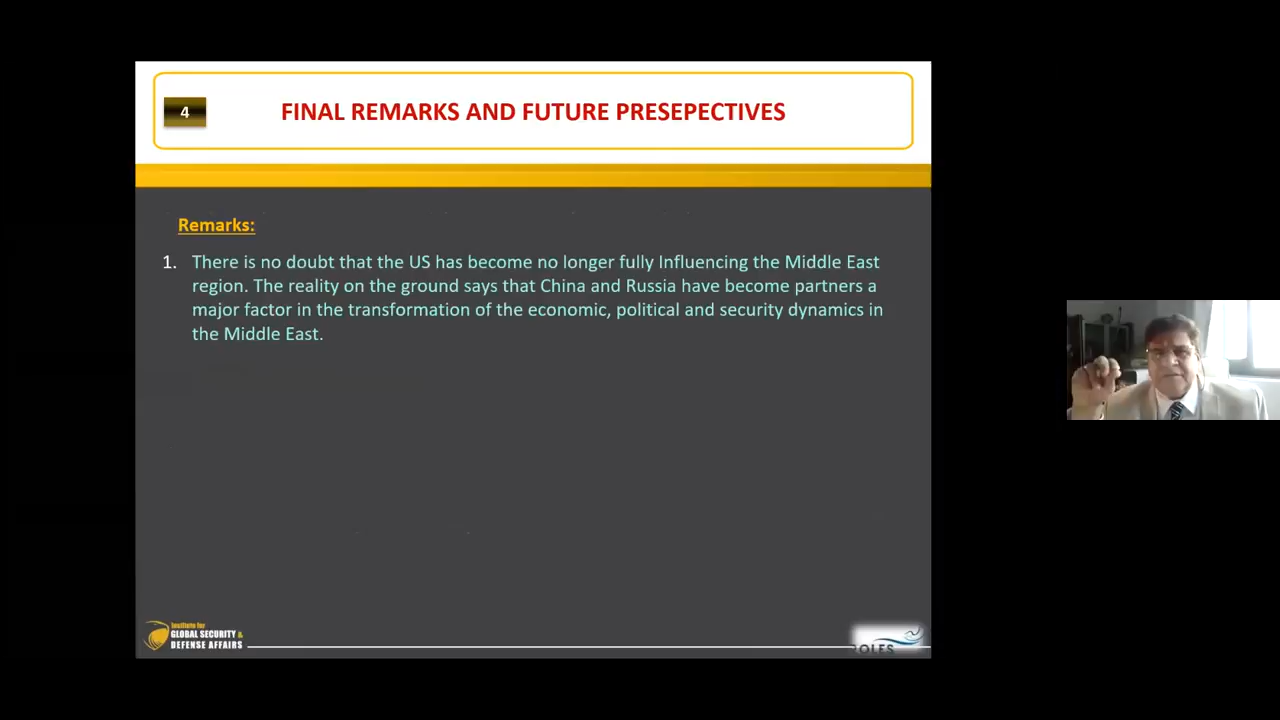 4
FINAL REMARKS AND FUTURE PRESEPECTIVES
Remarks:
1. There is no doubt that the US has become no longer fully Influencing the Middle East
region. The reality on the ground says that China and Russia have become partners a
major factor in the transformation of the economic, political and security dynamics in
the Middle East.
Institute for
GLOBAL SECURITY &
DEFENSE AFFAIRS